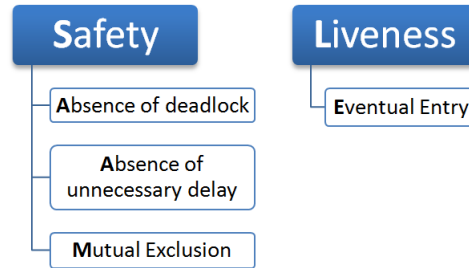 Safety
Absence of deadlock
Absence of
unnecessary delay
Mutual Exclusion
Liveness
Eventual Entry